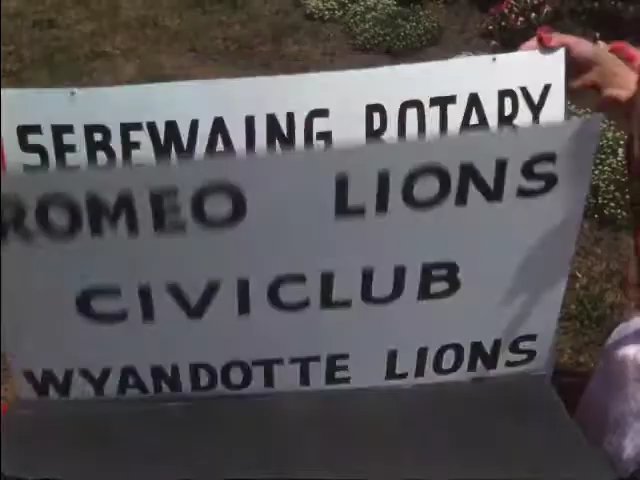 SEBEWAING ROTARY
ROMEO LIONS
CIVICLUB
WYANDOTTE LIONS